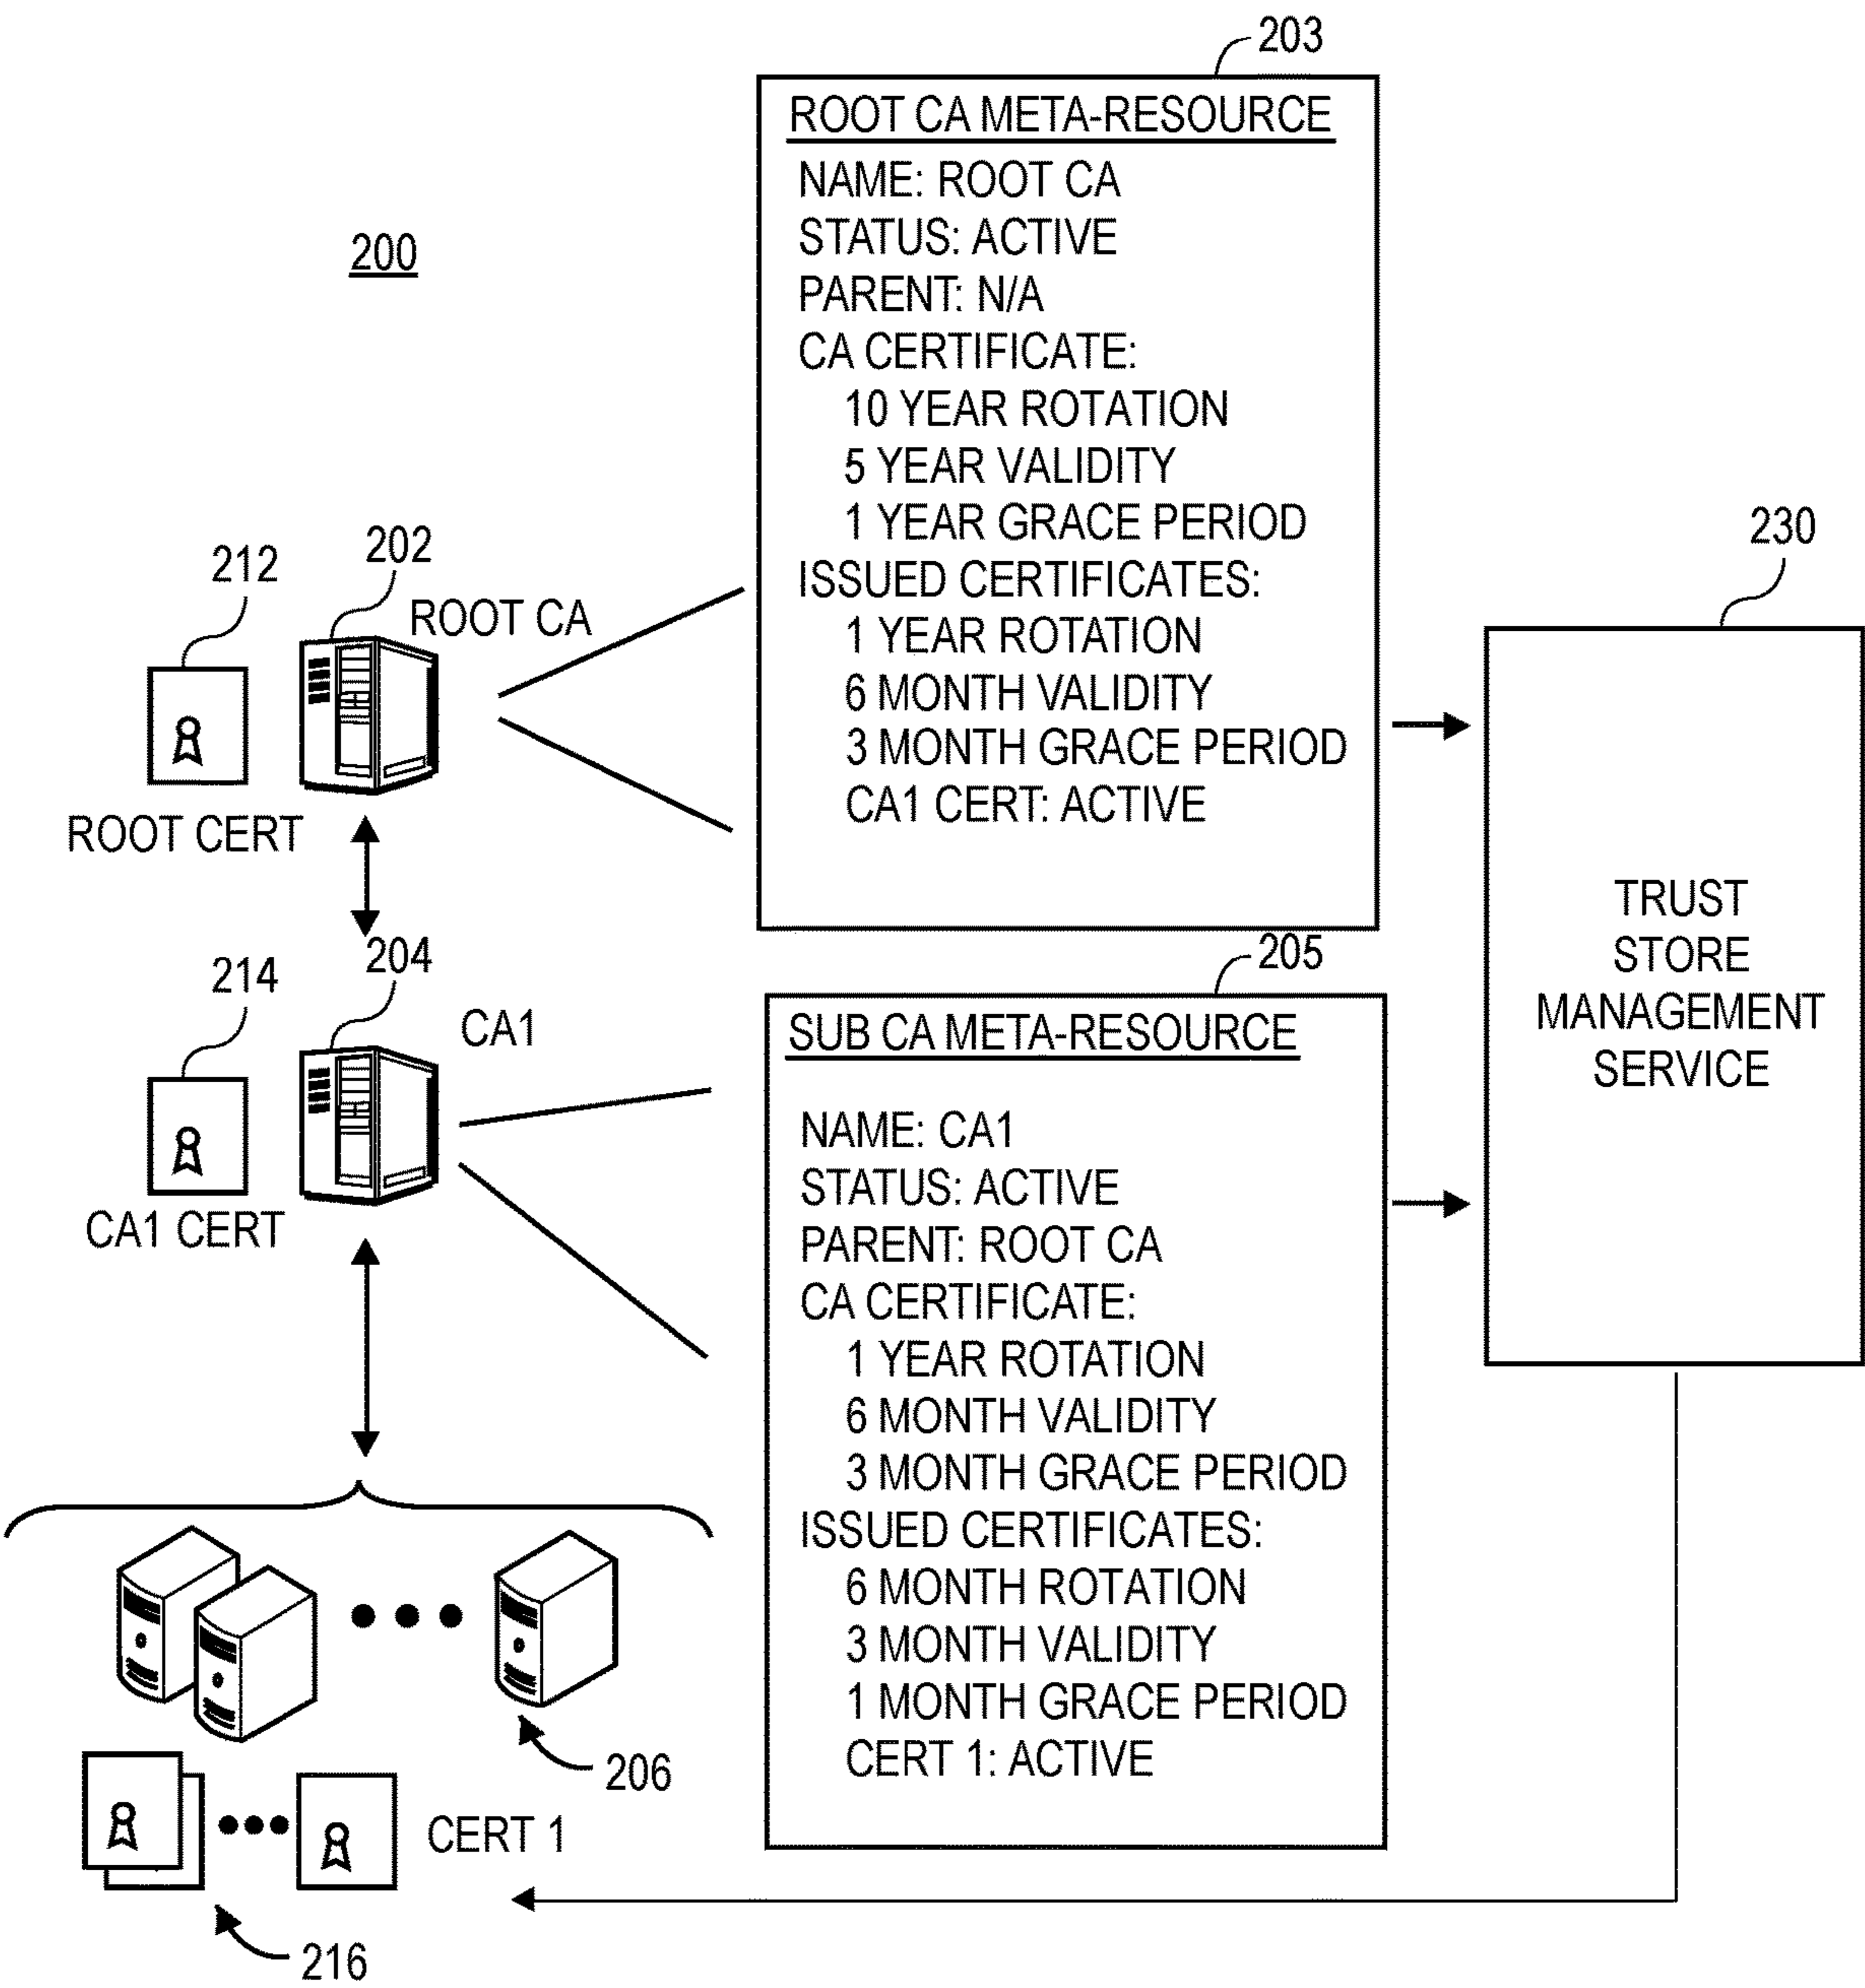 203
ROOT CA META-RESOURCE
NAME: ROOT CA
STATUS: ACTIVE
PARENT: N/A
CA CERTIFICATE:
10 YEAR ROTATION
5 YEAR VALIDITY
1 YEAR GRACE PERIOD
ISSUED CERTIFICATES:
1 YEAR ROTATION
6 MONTH VALIDITY
3 MONTH GRACE PERIOD
CA1 CERT: ACTIVE
200
212
202
ROOT CA
ROOT CERT
230
TRUST
STORE
MANAGEMENT
SERVICE
214
204
CA1
CA1 CERT
205
SUB CA META-RESOURCE
NAME: CA1
STATUS: ACTIVE
PARENT: ROOT CA
CA CERTIFICATE:
1 YEAR ROTATION
6 MONTH VALIDITY
3 MONTH GRACE PERIOD
ISSUED CERTIFICATES:
6 MONTH ROTATION
3 MONTH VALIDITY
1 MONTH GRACE PERIOD
CERT 1: ACTIVE
206
CERT 1
216